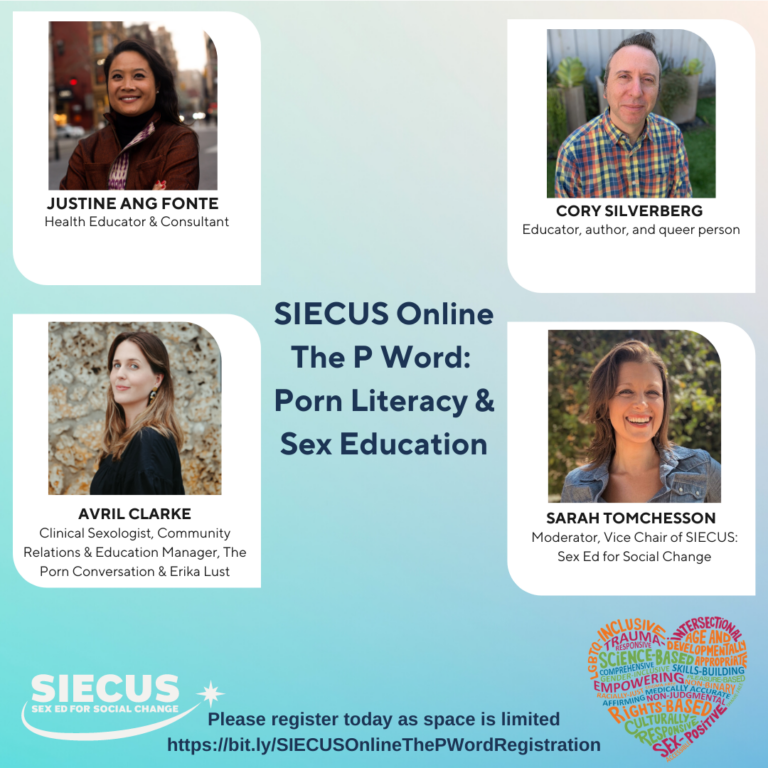 JUSTINE ANG FONTE
Health Educator & Consultant
CORY SILVERBERG
Educator, author, and queer person
SIECUS Online
The P Word:
Porn Literacy &
Sex Education
AVRIL CLARKE
Clinical Sexologist, Community
Relations & Education Manager, The
Porn Conversation & Erika Lust
SARAH TOMCHESSON
Moderator, Vice Chair of SIECUS:
Sex Ed for Social Change
SIECUS
SEX ED FOR SOCIAL CHANGE
Please register today as space is limited
https://bit.ly/SIECUSOnlineThePWordRegistration
LGBTQ-INCLUSIVE
INTERSECTIONAL
TRAUMA-
RESPONSIVE
AGE AND
DEVELOPMENTALLY
APPROPRIATE
SCIENCE-BASED
COMPREHENSIVE
SKILLS-BUILDING
GENDER-INCLUSIVE
EMPOWERING
MEDICALLY ACCURATE
AFFIRMING
NON-JUDGMENTAL
RIGHTS-BASED
CULTURALLY
RESPONSIVE
SEX-POSITIVE